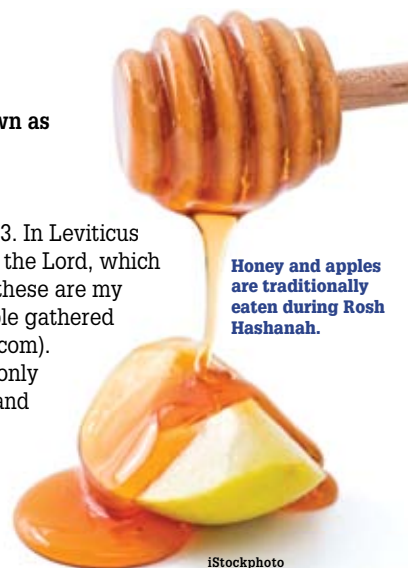 wn as
3. In Leviticus
the Lord, which
these are my
ple gathered
com).
only
and
Honey and apples
are traditionally
eaten during Rosh
Hashanah.
iStockphoto